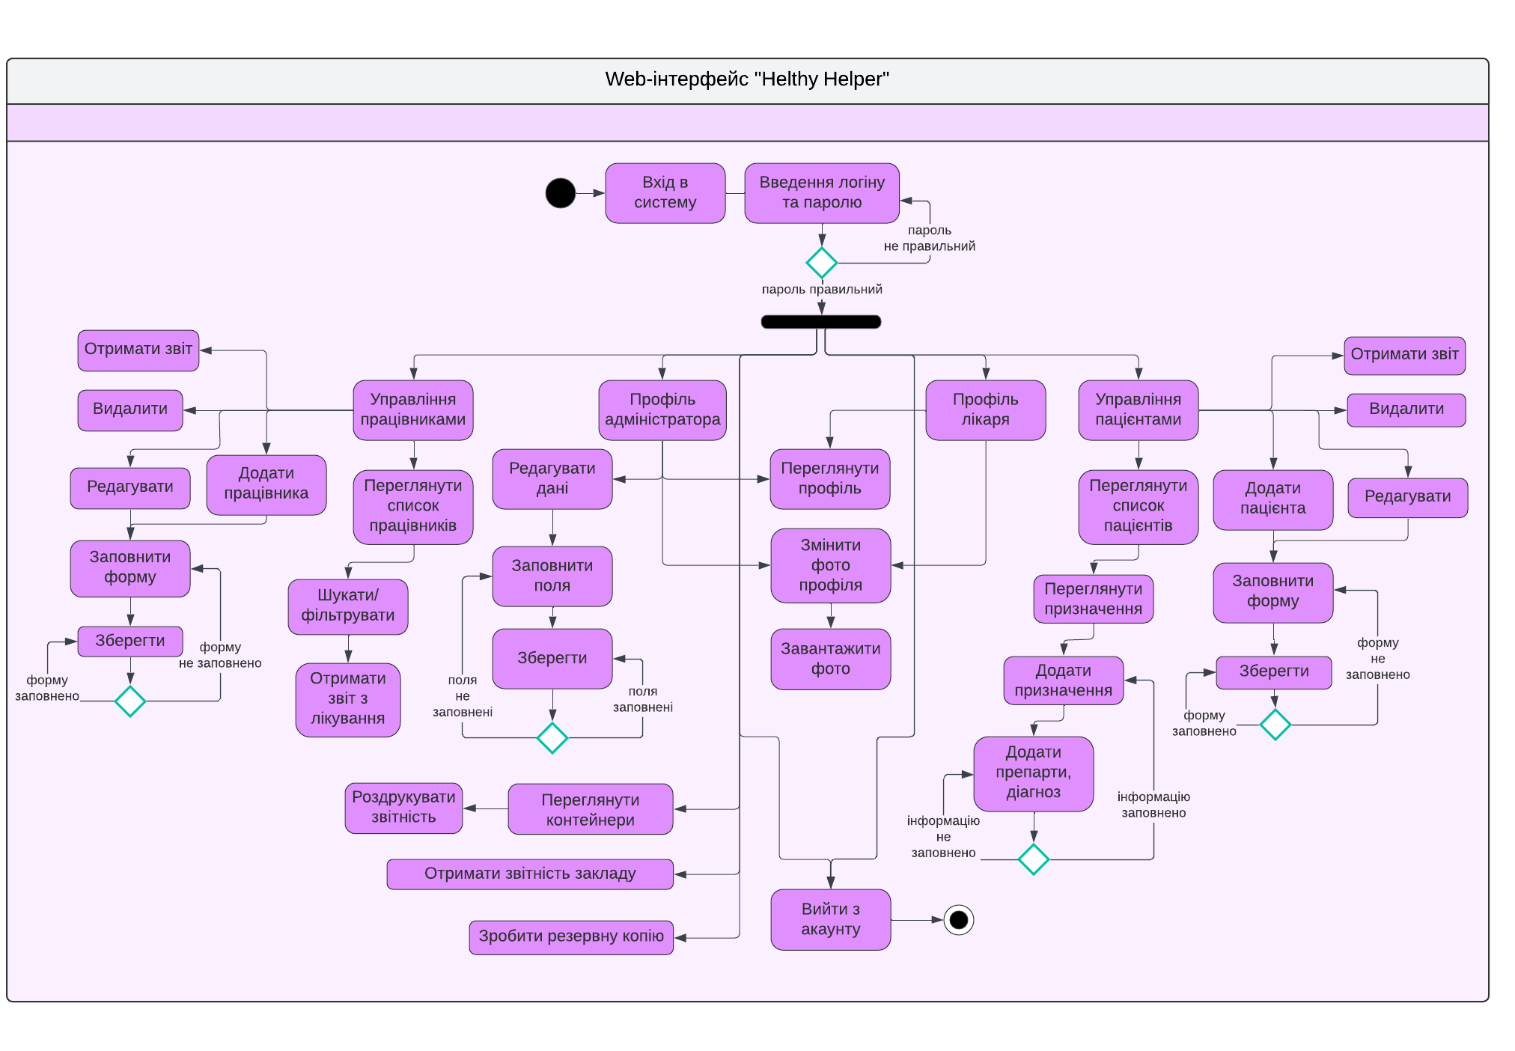 Web-інтерфейс "Helthy Helper"
Вхід в
систему
Введення логіну
та паролю
пароль
не правильний
пароль правильний
Отримати звіт
Видалити
Редагувати
Додати
працівника
Заповнити
форму
Зберегти
форму
заповнено
форму
не заповнено
Управління
працівниками
Переглянути
список
працівників
Шукати/
фільтрувати
Отримати
звіт з
лікування
Профіль
адміністратора
Редагувати
дані
Заповнити
поля
Зберегти
поля
не
заповнені
поля
заповнені
Профіль
лікаря
Переглянути
профіль
Змінити
фото
профіля
Завантажити
фото
Управління
пацієнтами
Переглянути
список
пацієнтів
Переглянути
призначення
Додати
призначення
Додати
препарти,
діагноз
інформацію
не
заповнено
інформацію
заповнено
Отримати звіт
Видалити
Додати
пацієнта
Редагувати
Заповнити
форму
Зберегти
форму
заповнено
форму
не
заповнено
Роздрукувати
звітність
Переглянути
контейнери
Отримати звітність закладу
Зробити резервну копію
Вийти з
акаунту